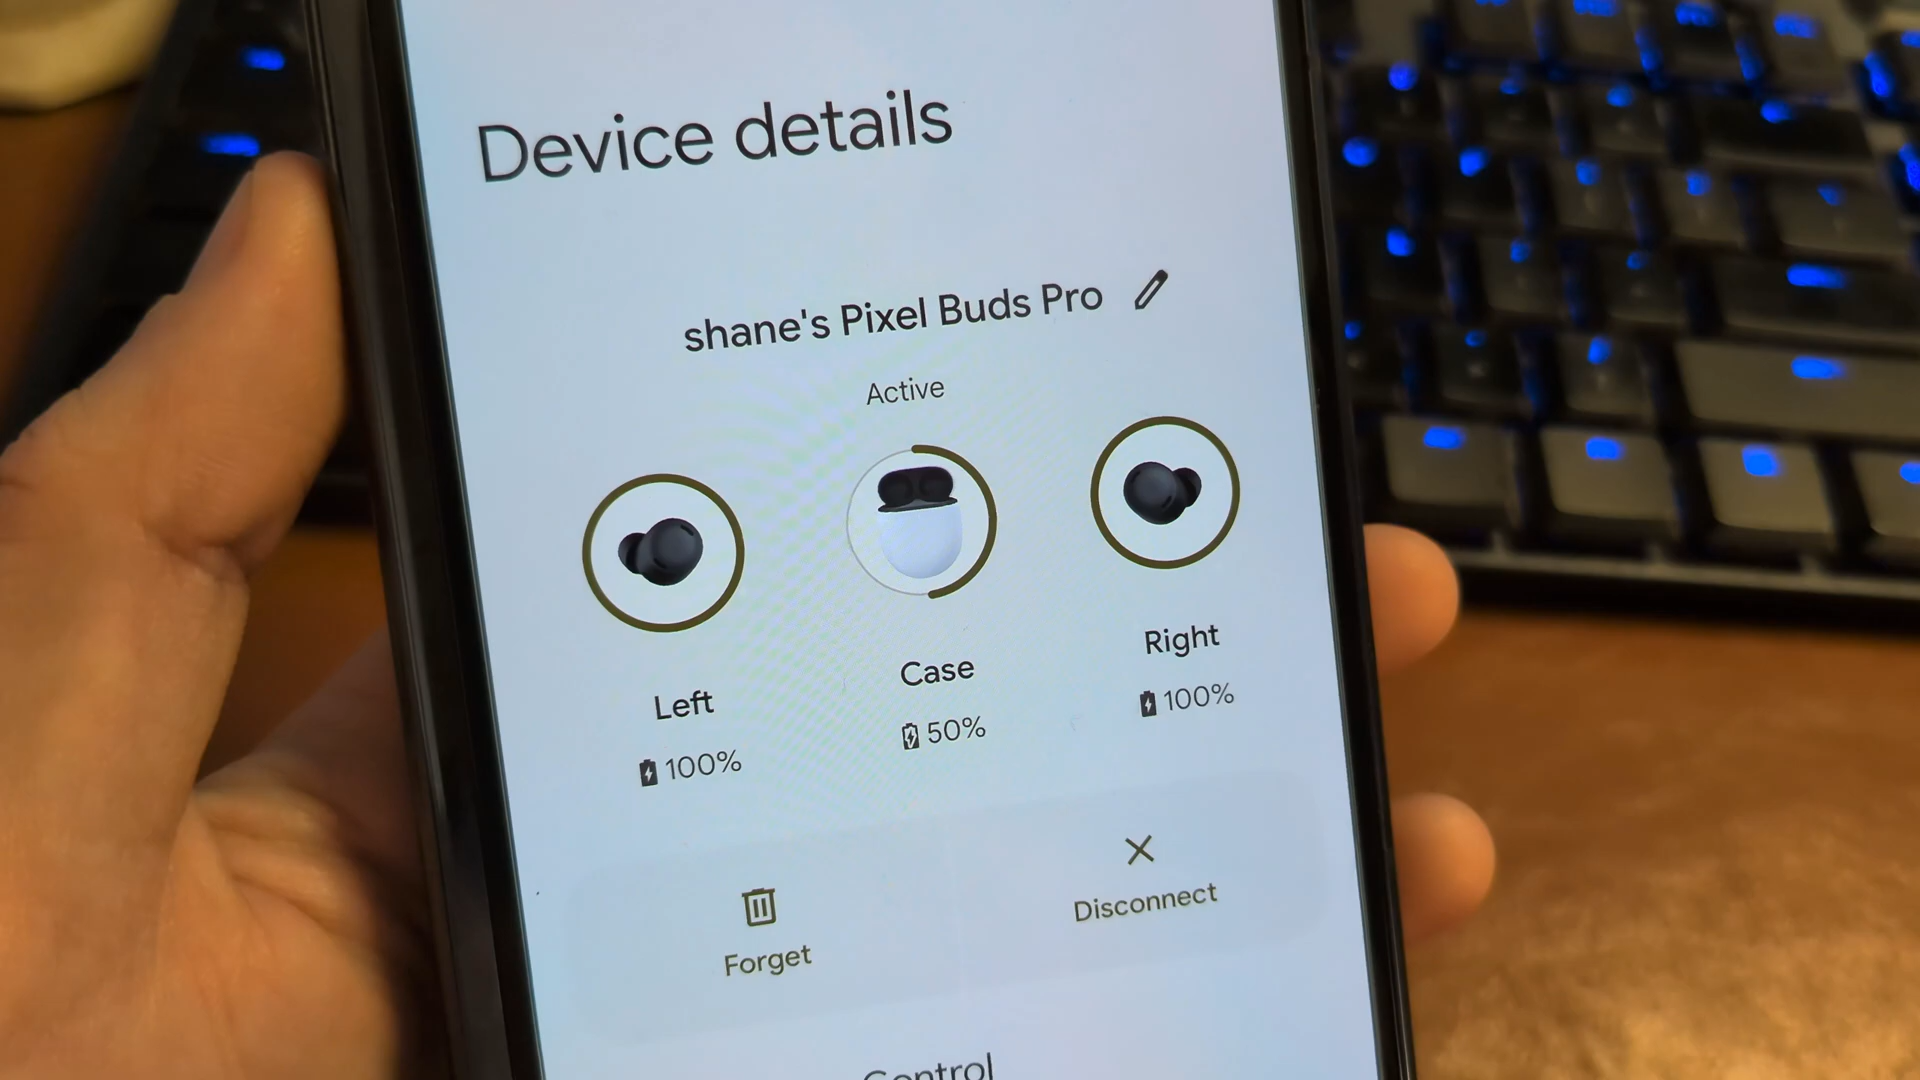 Device details
shane's Pixel Buds Pro
Active
Left
100%
Case
50%
Right
100%
Forget
Disconnect
Control